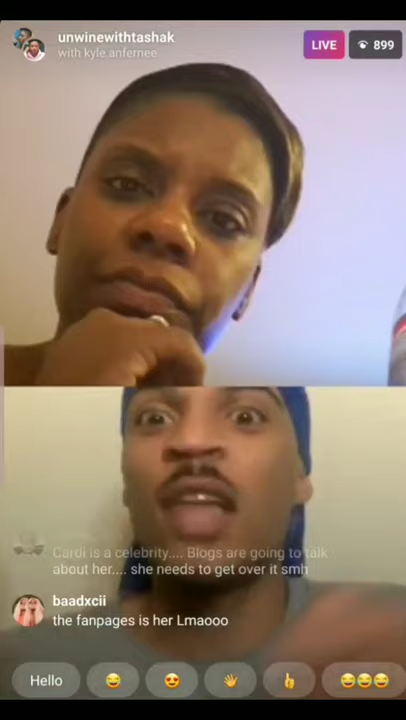 unwinewithtashak
with kyle.anfernee
LIVE
899
Cardi is a celebrity.... Blogs are going to talk
about her.... she needs to get over it smh
baadxcii
the fanpages is her Lmaooo
Hello